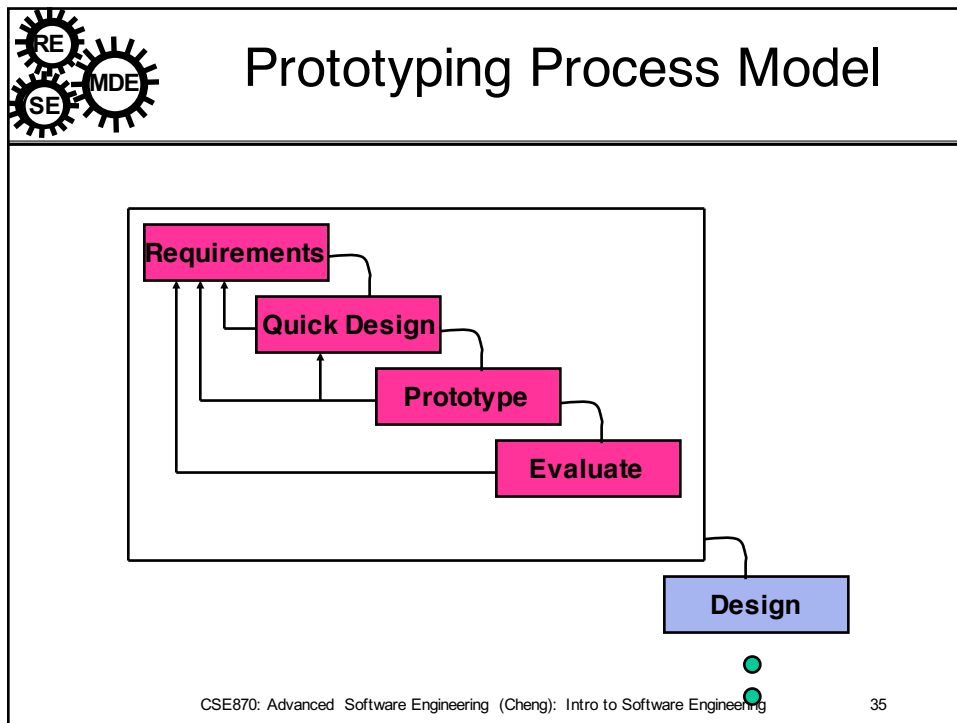 RE
MDE
SE
Prototyping Process Model
Requirements
Quick Design
Prototype
Evaluate
Design
CSE870: Advanced Software Engineering (Cheng): Intro to Software Engineering 35